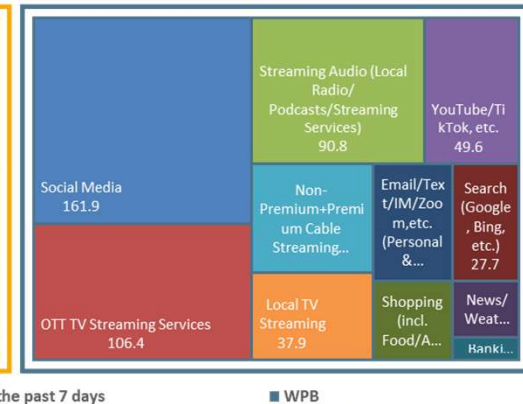 Social Media
161.9
OTT TV Streaming Services
106.4
Streaming Audio (Local
Radio/
Podcasts/Streaming
Services)
90.8
YouTube/Ti
kTok, etc.
49.6
Non-
Premium+Premi
um Cable
Streaming...
Email/Tex
t/IM/Zoo
m,etc.
(Personal
&...
Search
(Google
, Bing,
etc.)
27.7
Local TV
Streaming
37.9
Shopping
(incl.
Food/A...
News/
Weat...
Banki...
the past 7 days
WPB